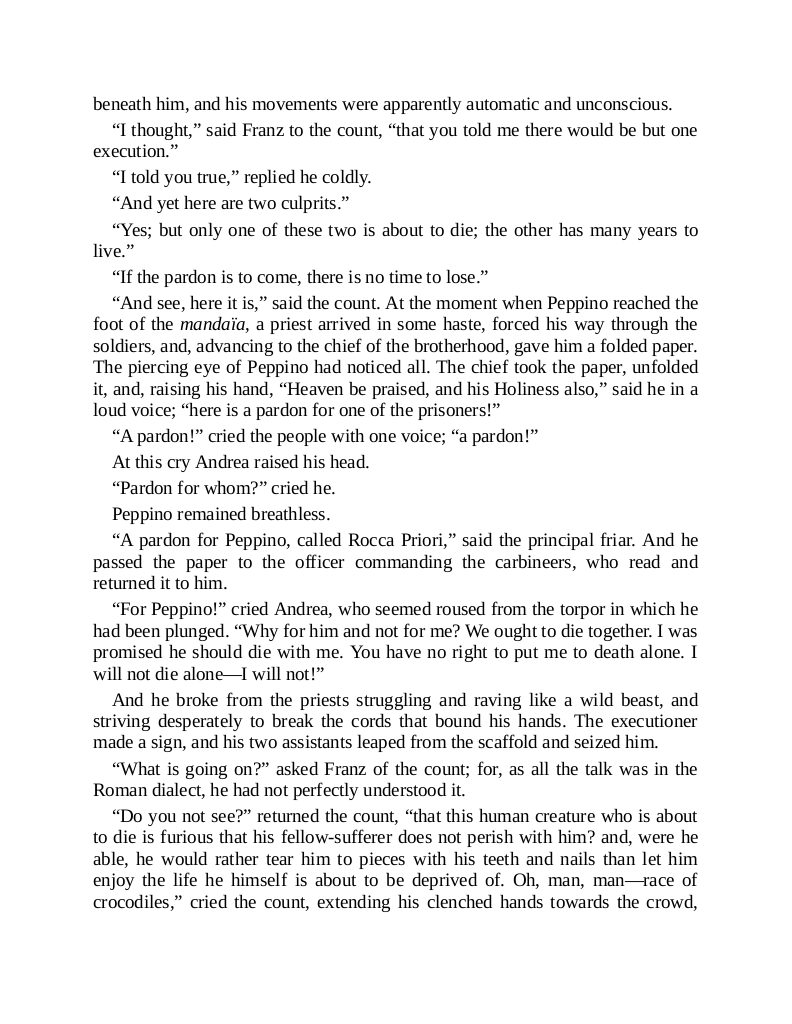 beneath him, and his movements were apparently automatic and unconscious.
“I thought,” said Franz to the count, “that you told me there would be but one
execution.”
“I told you true,” replied he coldly.
“And yet here are two culprits.”
“Yes; but only one of these two is about to die; the other has many years to
live.”
“If the pardon is to come, there is no time to lose.”
“And see, here it is,” said the count. At the moment when Peppino reached the
foot of the mandaïa, a priest arrived in some haste, forced his way through the
soldiers, and, advancing to the chief of the brotherhood, gave him a folded paper.
The piercing eye of Peppino had noticed all. The chief took the paper, unfolded
it, and, raising his hand, “Heaven be praised, and his Holiness also,” said he in a
loud voice; “here is a pardon for one of the prisoners!”
“A pardon!” cried the people with one voice; “a pardon!”
At this cry Andrea raised his head.
“Pardon for whom?” cried he.
Peppino remained breathless.
“A pardon for Peppino, called Rocca Priori,” said the principal friar. And he
passed the paper to the officer commanding the carbineers, who read and
returned it to him.
“For Peppino!” cried Andrea, who seemed roused from the torpor in which he
had been plunged. “Why for him and not for me? We ought to die together. I was
promised he should die with me. You have no right to put me to death alone. I
will not die alone—I will not!”
And he broke from the priests struggling and raving like a wild beast, and
striving desperately to break the cords that bound his hands. The executioner
made a sign, and his two assistants leaped from the scaffold and seized him.
“What is going on?” asked Franz of the count; for, as all the talk was in the
Roman dialect, he had not perfectly understood it.
“Do you not see?” returned the count, “that this human creature who is about
to die is furious that his fellow-sufferer does not perish with him? and, were he
able, he would rather tear him to pieces with his teeth and nails than let him
enjoy the life he himself is about to be deprived of. Oh, man, man—race of
crocodiles,” cried the count, extending his clenched hands towards the crowd,